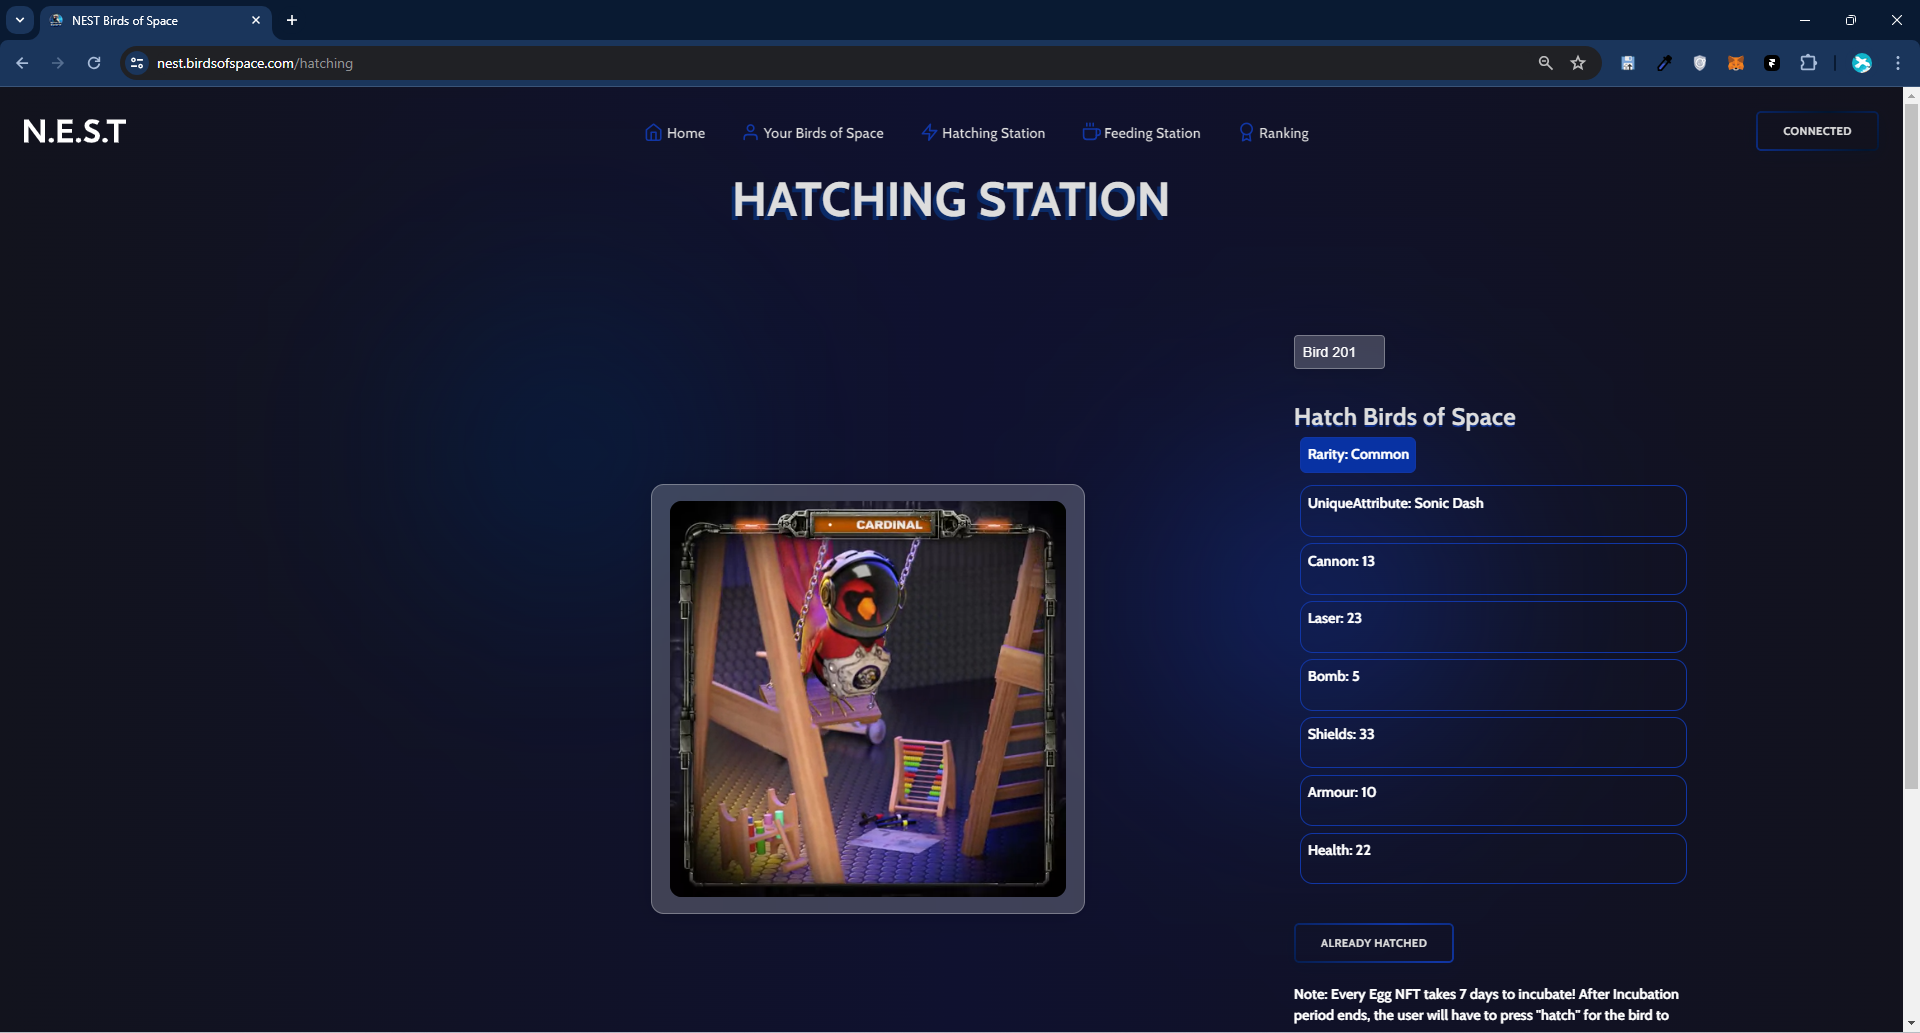 NEST Birds of Space
nest.birdsofspace.com/hatching
N.E.S.T
Home
Your Birds of Space
Hatching Station
Feeding Station
Ranking
CONNECTED
HATCHING STATION
Bird 201
Hatch Birds of Space
Rarity: Common
CARDINAL
UniqueAttribute: Sonic Dash
Cannon: 13
Laser: 23
Bomb: 5
Shields: 33
Armour: 10
Health: 22
ALREADY HATCHED
Note: Every Egg NFT takes 7 days to incubate! After Incubation
period ends, the user will have to press "hatch" for the bird to